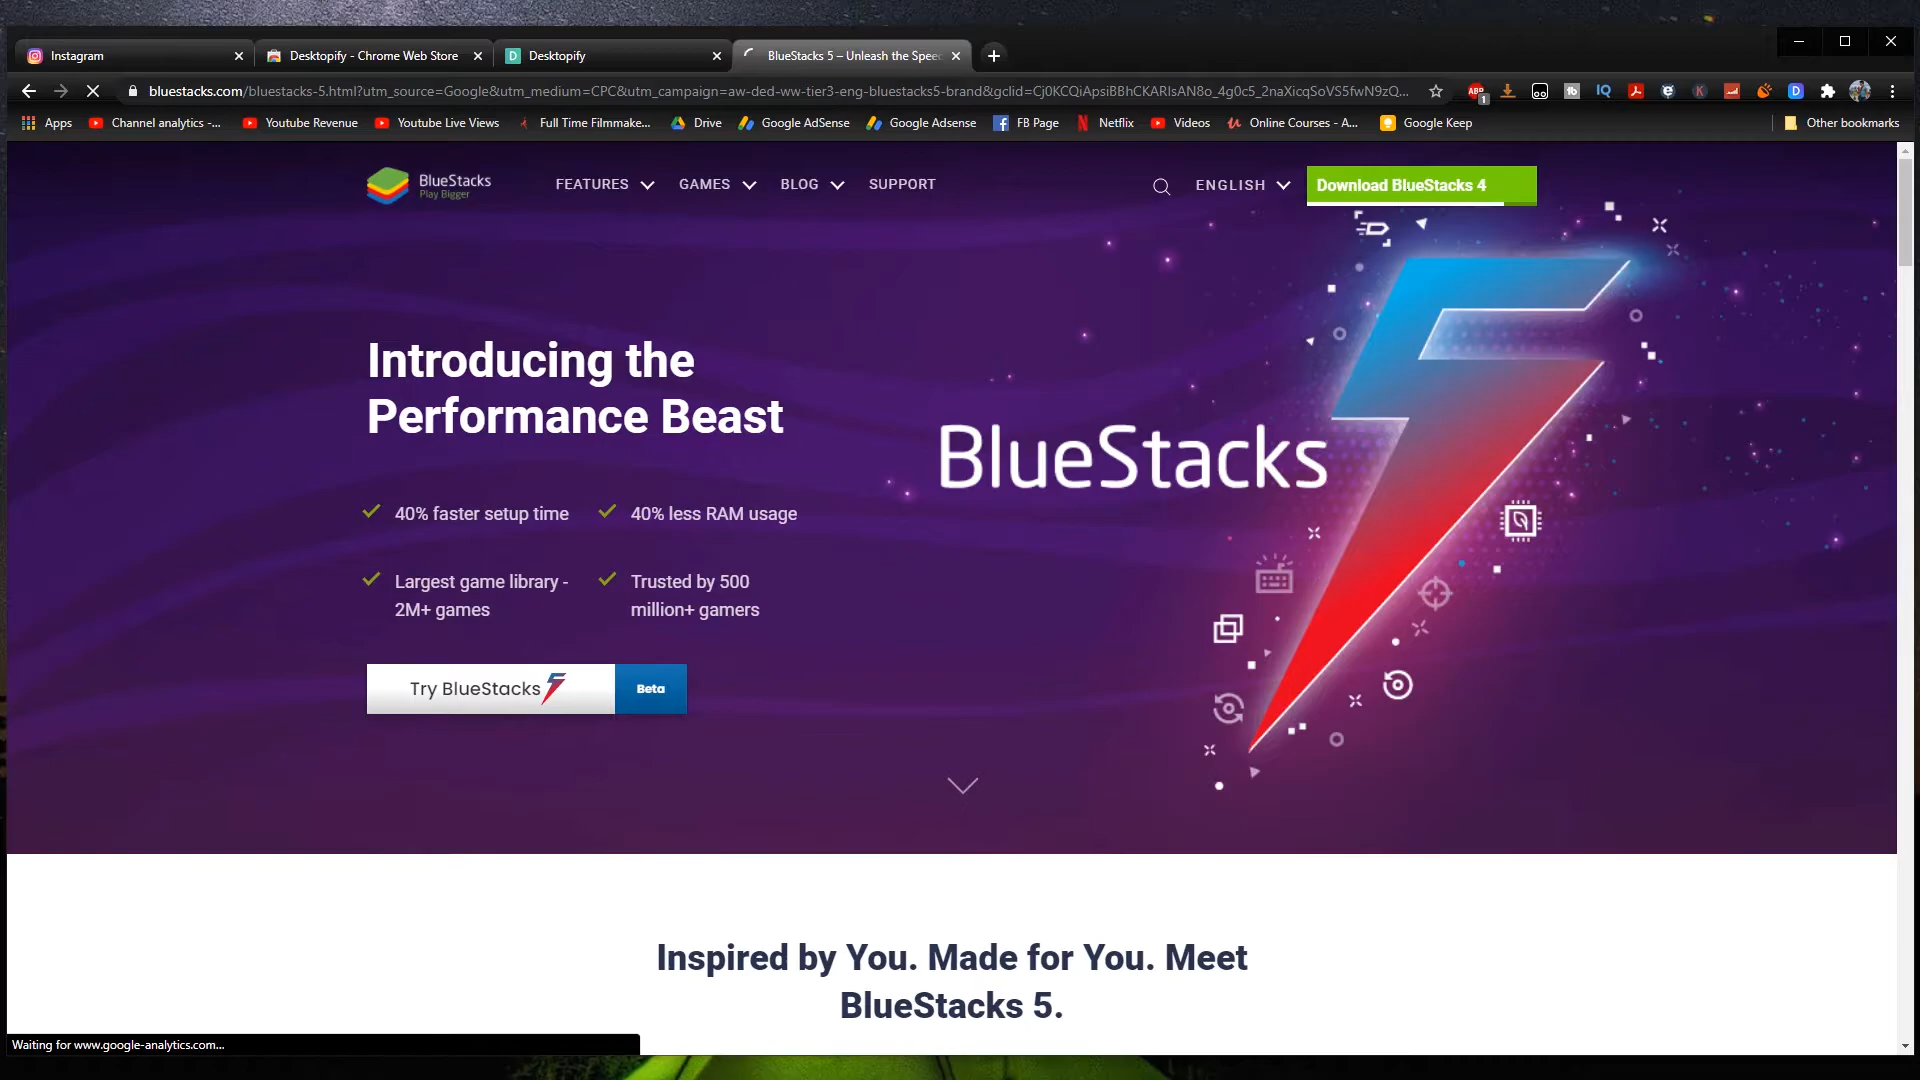 Instagram
Desktopify - Chrome Web Store
Desktopify
BlueStacks 5 – Unleash the Speed
bluestacks.com/bluestacks-5.html?utm_source=Google&utm_medium=CPC&utm_campaign=aw-ded-ww-tier3-eng-bluestacks5-brand&gclid=Cj0KCQiApsiBBhCKARIsAN8o_4g0c5_2naXicqSoVS5fwN9zQ...
Apps
Channel analytics -...
Youtube Revenue
Youtube Live Views
Full Time Filmmake...
Drive
Google AdSense
Google Adsense
FB Page
Netflix
Videos
Online Courses - A...
Google Keep
Other bookmarks
BlueStacks
Play Bigger
FEATURES
GAMES
BLOG
SUPPORT
ENGLISH
Download BlueStacks 4
Introducing the
Performance Beast
BlueStacks 5
40% faster setup time
40% less RAM usage
Largest game library -
2M+ games
Trusted by 500
million+ gamers
Try BlueStacks 5
Beta
Inspired by You. Made for You. Meet
BlueStacks 5.
Waiting for www.google-analytics.com...